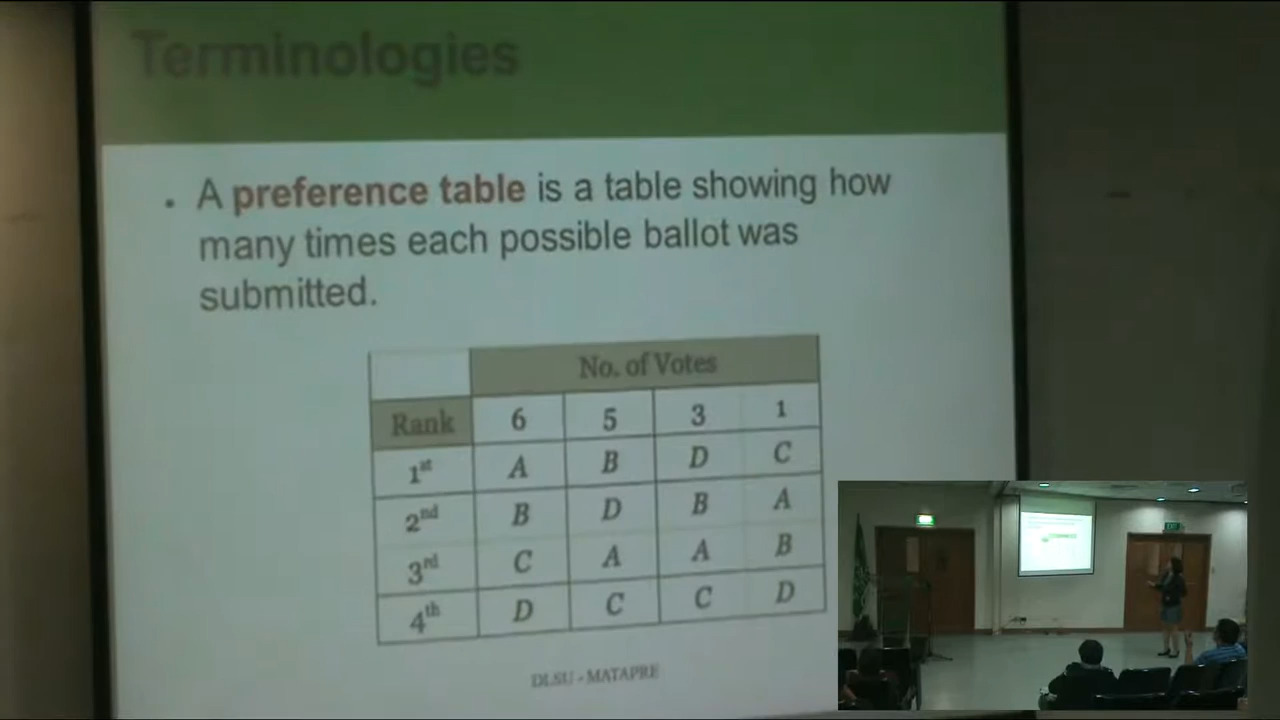 Terminologies
. A preference table is a table showing how
many times each possible ballot was
submitted.
No. of Votes
Rank 6 5 3 1
1st A B D C
2nd B D B A
3rd C A A B
4th D C C D
DLSU - MATAPRE